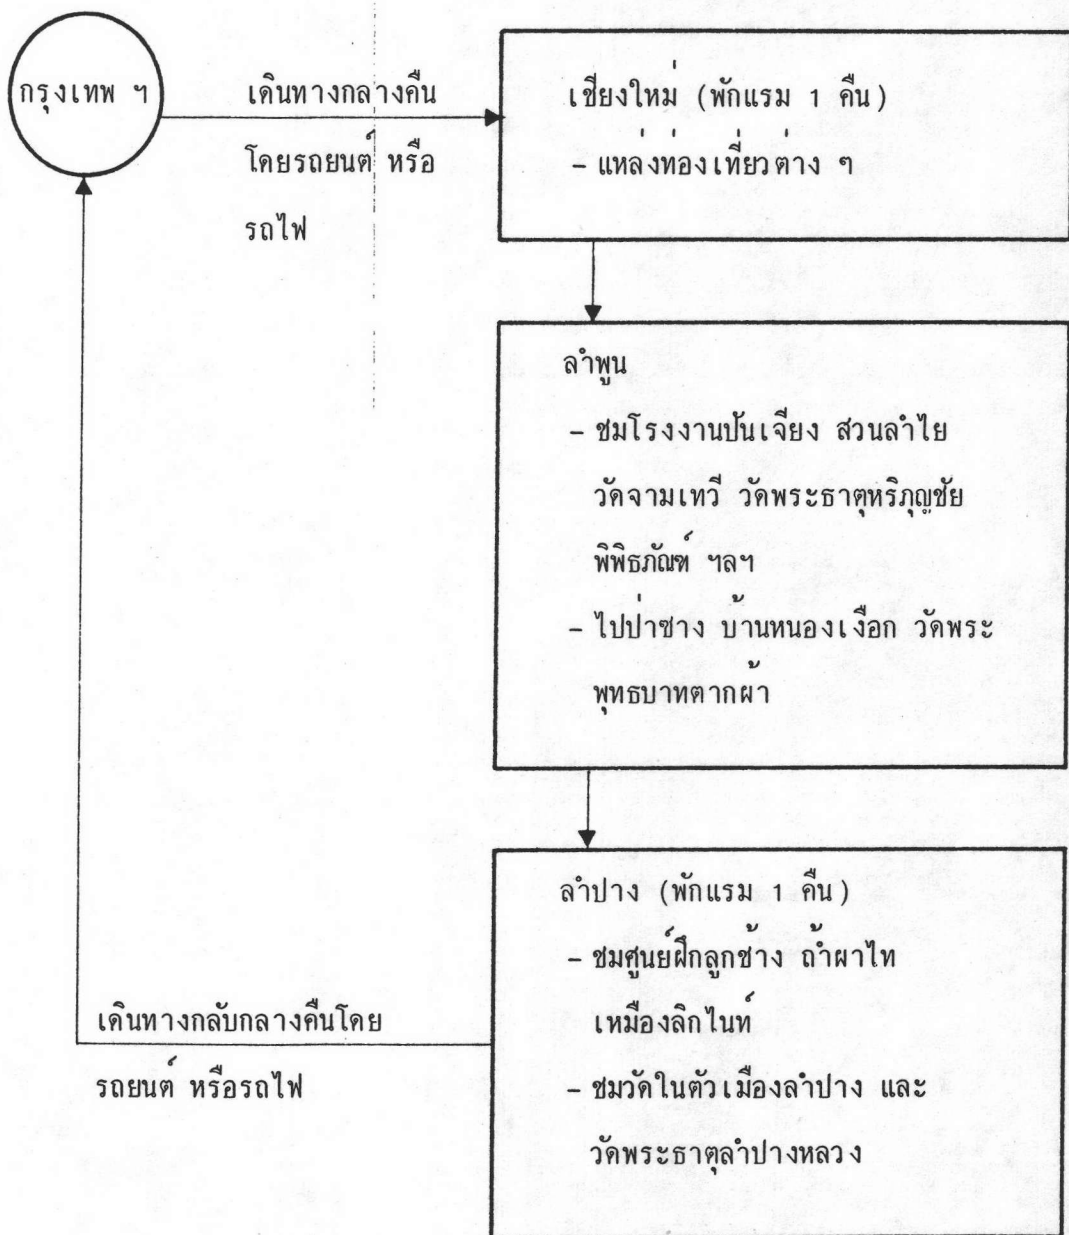 กรุงเทพ ฯ
เดินทางกลางคืน
โดยรถยนต์ หรือ
รถไฟ
เชียงใหม่ (พักแรม 1 คืน)
- แหล่งท่องเที่ยวต่าง ๆ
ลำพูน
- ชมโรงงานปั่นเจียง สวนลำไย
วัดจามเทวี วัดพระธาตุหริภุญชัย
พิพิธภัณฑ์ ฯลฯ
- ไปป่าซาง บ้านหนองเงือก วัดพระ
พุทธบาทตากผ้า
ลำปาง (พักแรม 1 คืน)
- ชมศูนย์ฝึกลูกช้าง ถ้ำผาไท
เหมืองลิกไนท์
- ชมวัดในตัวเมืองลำปาง และ
วัดพระธาตุลำปางหลวง
เดินทางกลับกลางคืนโดย
รถยนต์ หรือรถไฟ